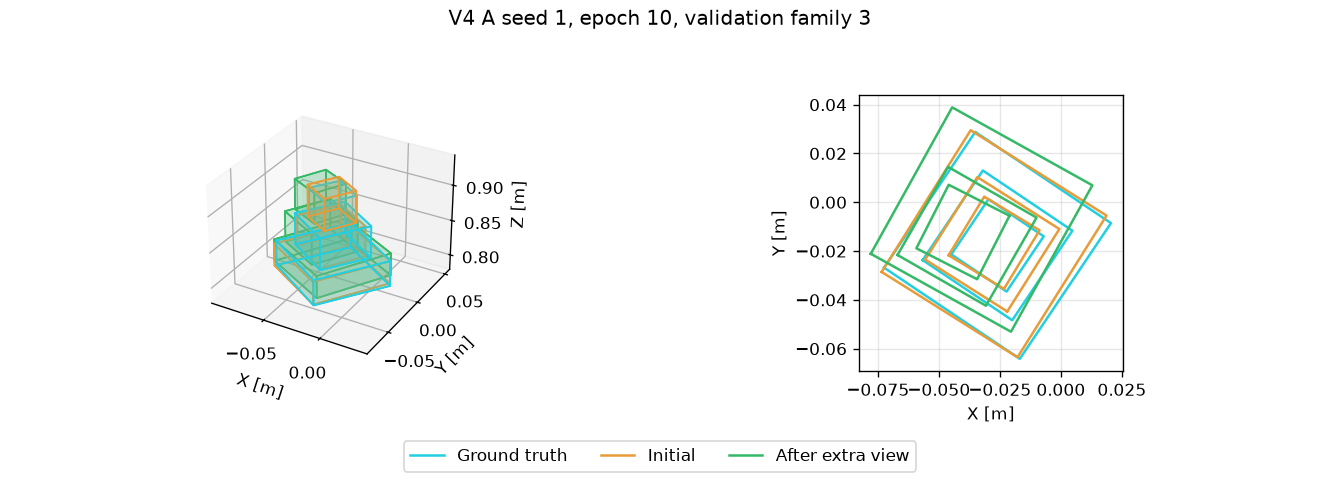 V4 A seed 1, epoch 10, validation family 3
0.90
0.85
0.80
Z [m]
0.05
0.00
−0.05
Y [m]
−0.05
0.00
X [m]
0.04
0.02
0.00
−0.02
−0.04
−0.06
Y [m]
−0.075 −0.050 −0.025 0.000 0.025
X [m]
Ground truth Initial After extra view